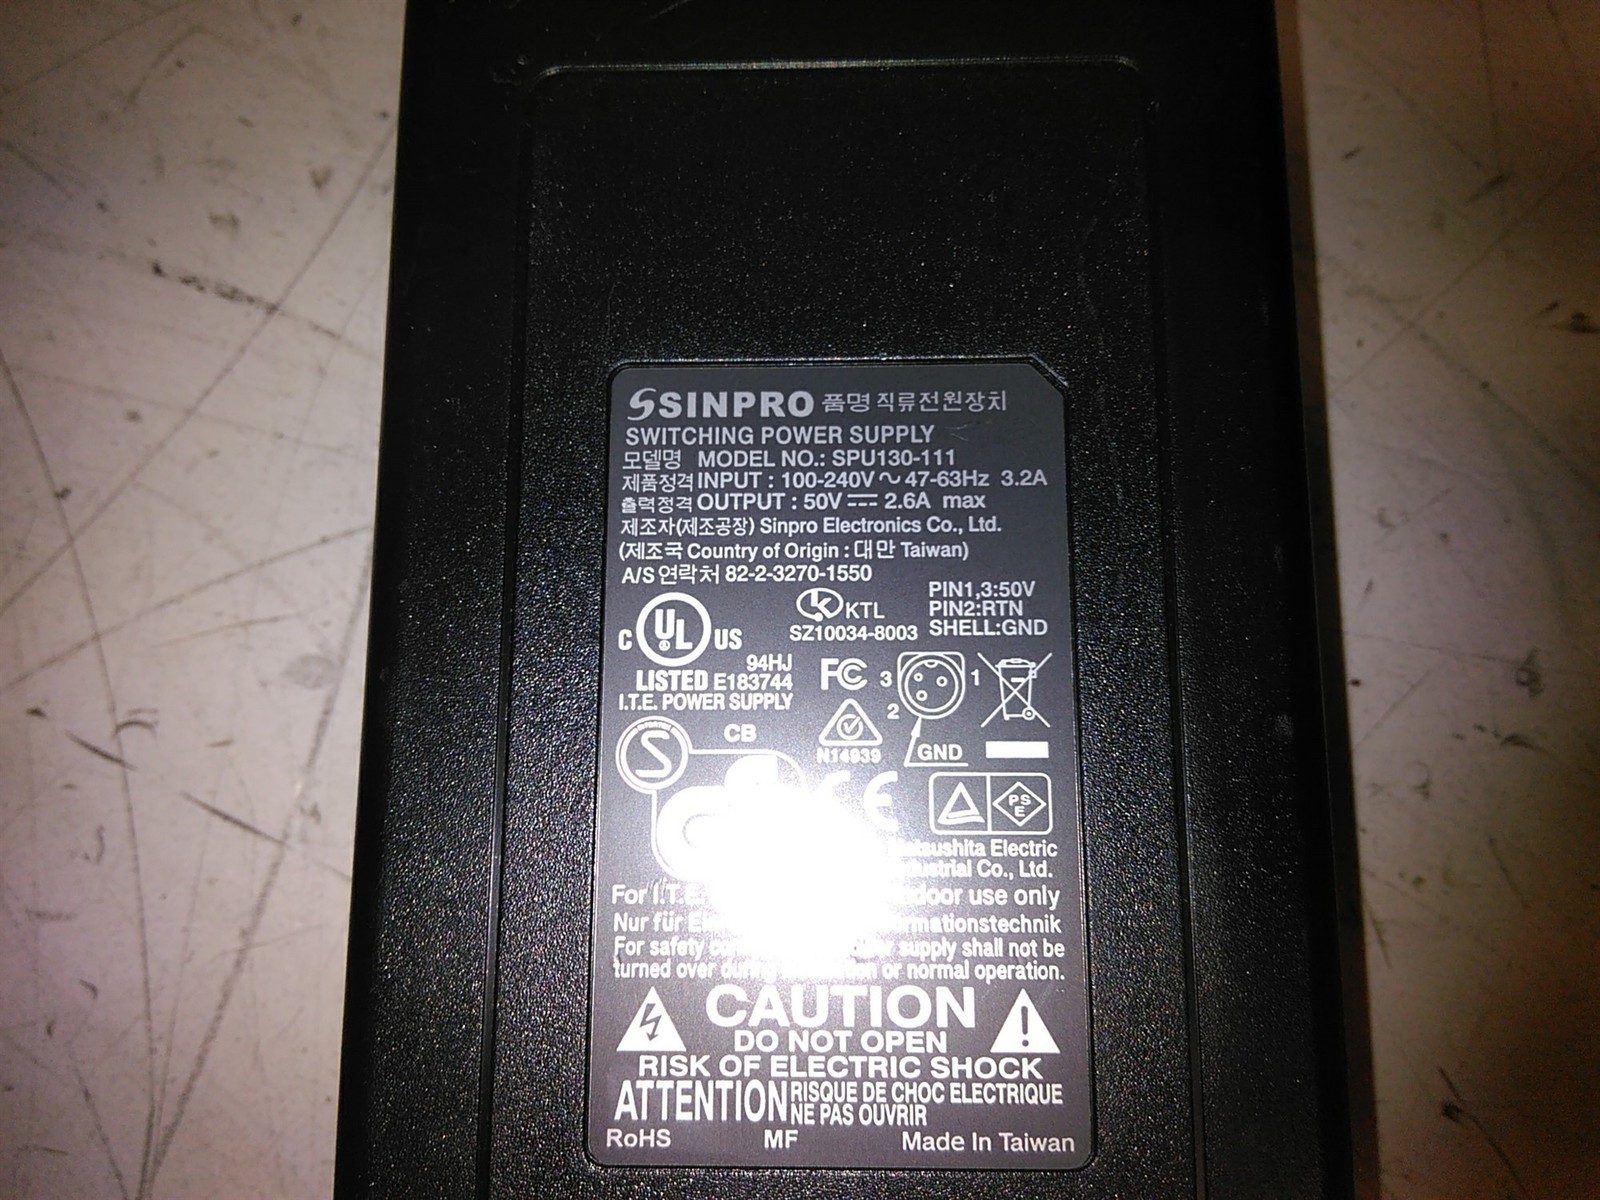 SINPRO 품명 직류전원장치
SWITCHING POWER SUPPLY
모델명 MODEL NO.: SPU130-111
제품정격 INPUT : 100-240V ~ 47-63Hz 3.2A
출력정격 OUTPUT : 50V ⎓ 2.6A max
제조자(제조공장) Sinpro Electronics Co., Ltd.
(제조국 Country of Origin : 대만 Taiwan)
A/S 연락처 82-2-3270-1550
PIN1,3:50V
PIN2:RTN
SHELL:GND
KTL
SZ10034-8003
C UL ® US
94HJ
LISTED E183744
I.T.E. POWER SUPPLY
FC
3 1
2
GND
N14939
S
CB
CE
PS
E
Electric
Co., Ltd.
For I.T.E. use only
Nur für
For safety supply shall not be
turned over or normal operation.
CAUTION
DO NOT OPEN
RISK OF ELECTRIC SHOCK
ATTENTION RISQUE DE CHOC ELECTRIQUE
NE PAS OUVRIR
RoHS MF Made In Taiwan